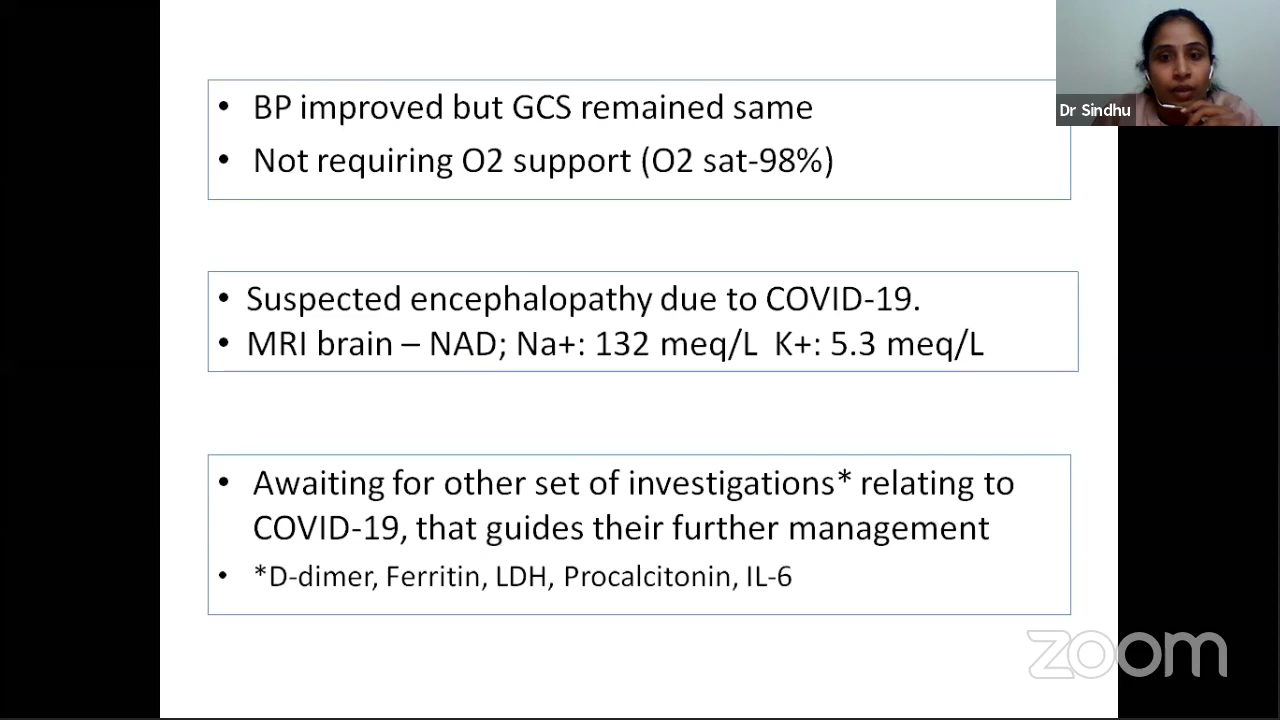 • BP improved but GCS remained same
• Not requiring O2 support (O2 sat-98%)
Dr Sindhu
• Suspected encephalopathy due to COVID-19.
• MRI brain – NAD; Na+: 132 meq/L  K+: 5.3 meq/L
• Awaiting for other set of investigations* relating to
COVID-19, that guides their further management
• *D-dimer, Ferritin, LDH, Procalcitonin, IL-6
zoom